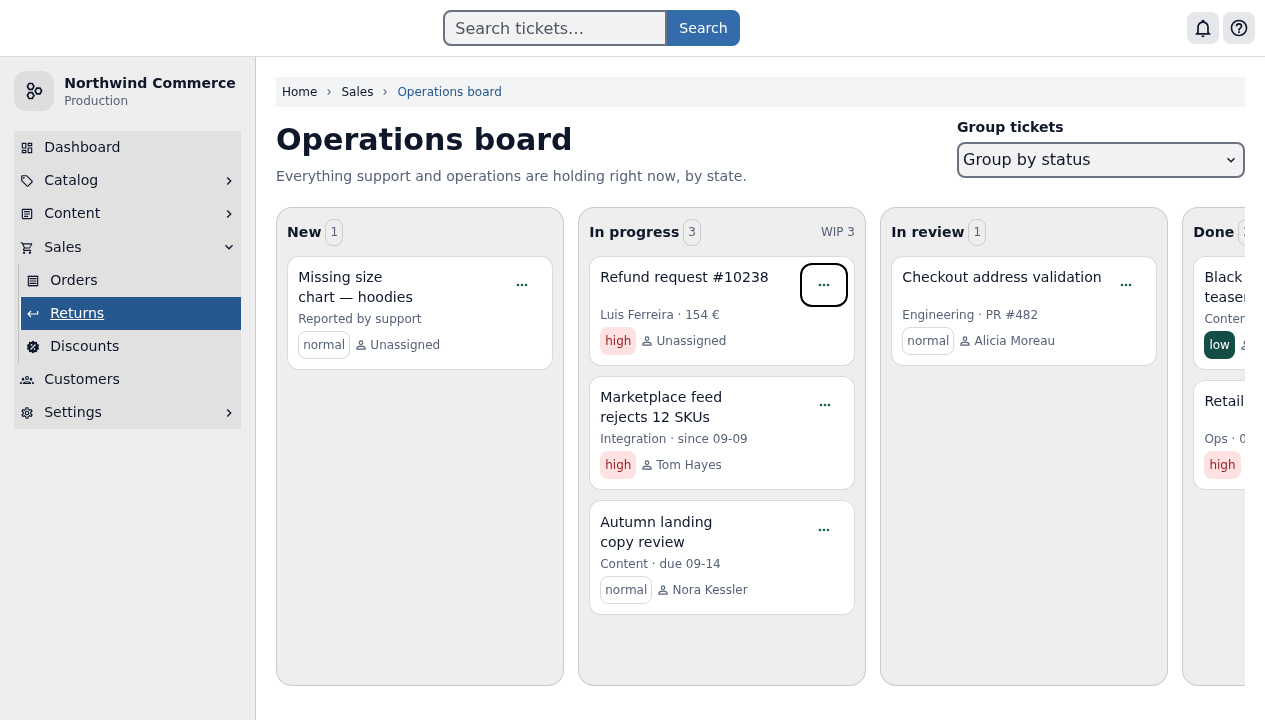 Search tickets…
Search
Northwind Commerce
Production
Dashboard
Catalog
Content
Sales
Orders
Returns
Discounts
Customers
Settings
Home › Sales › Operations board
Operations board
Everything support and operations are holding right now, by state.
Group tickets
Group by status
New 1
Missing size
chart — hoodies
Reported by support
normal Unassigned
In progress 3 WIP 3
Refund request #10238
Luis Ferreira · 154 €
high Unassigned
Marketplace feed
rejects 12 SKUs
Integration · since 09-09
high Tom Hayes
Autumn landing
copy review
Content · due 09-14
normal Nora Kessler
In review 1
Checkout address validation
Engineering · PR #482
normal Alicia Moreau
Done
Black
low
Retail
Ops ·
high